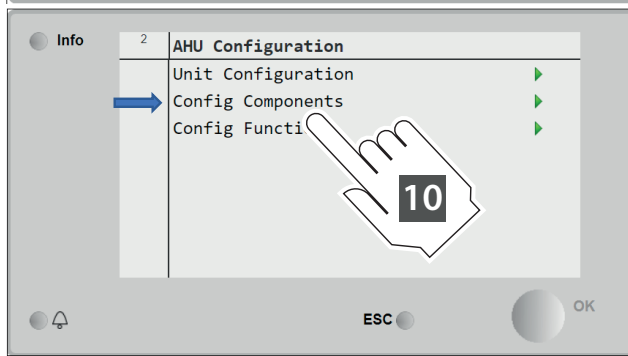 Info
2 AHU Configuration
Unit Configuration
Config Components
Config Functi
10
ESC
OK